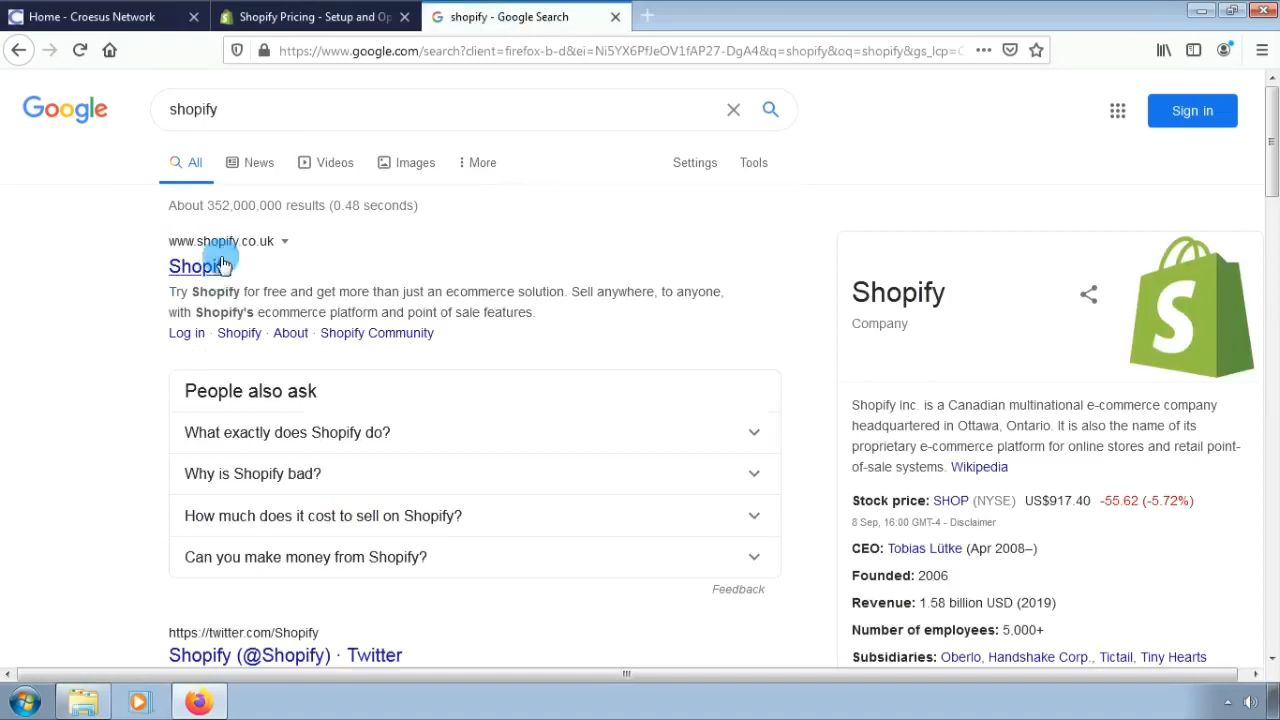 Home - Croesus Network
Shopify Pricing - Setup and Op
shopify - Google Search
https://www.google.com/search?client=firefox-b-d&ei=Ni5YX6PfJeOV1fAP27-DgA4&q=shopify&oq=shopify&gs_lcp=
Google
shopify
Sign in
All
News
Videos
Images
More
Settings
Tools
About 352,000,000 results (0.48 seconds)
www.shopify.co.uk
Shopify
Try Shopify for free and get more than just an ecommerce solution. Sell anywhere, to anyone,
with Shopify's ecommerce platform and point of sale features.
Log in · Shopify · About · Shopify Community
People also ask
What exactly does Shopify do?
Why is Shopify bad?
How much does it cost to sell on Shopify?
Can you make money from Shopify?
Feedback
https://twitter.com/Shopify
Shopify (@Shopify) · Twitter
Shopify
Company
S
Shopify Inc. is a Canadian multinational e-commerce company
headquartered in Ottawa, Ontario. It is also the name of its
proprietary e-commerce platform for online stores and retail point-
of-sale systems. Wikipedia
Stock price: SHOP (NYSE) US$917.40 -55.62 (-5.72%)
8 Sep, 16:00 GMT-4 - Disclaimer
CEO: Tobias Lütke (Apr 2008–)
Founded: 2006
Revenue: 1.58 billion USD (2019)
Number of employees: 5,000+
Subsidiaries: Oberlo, Handshake Corp., Tictail, Tiny Hearts